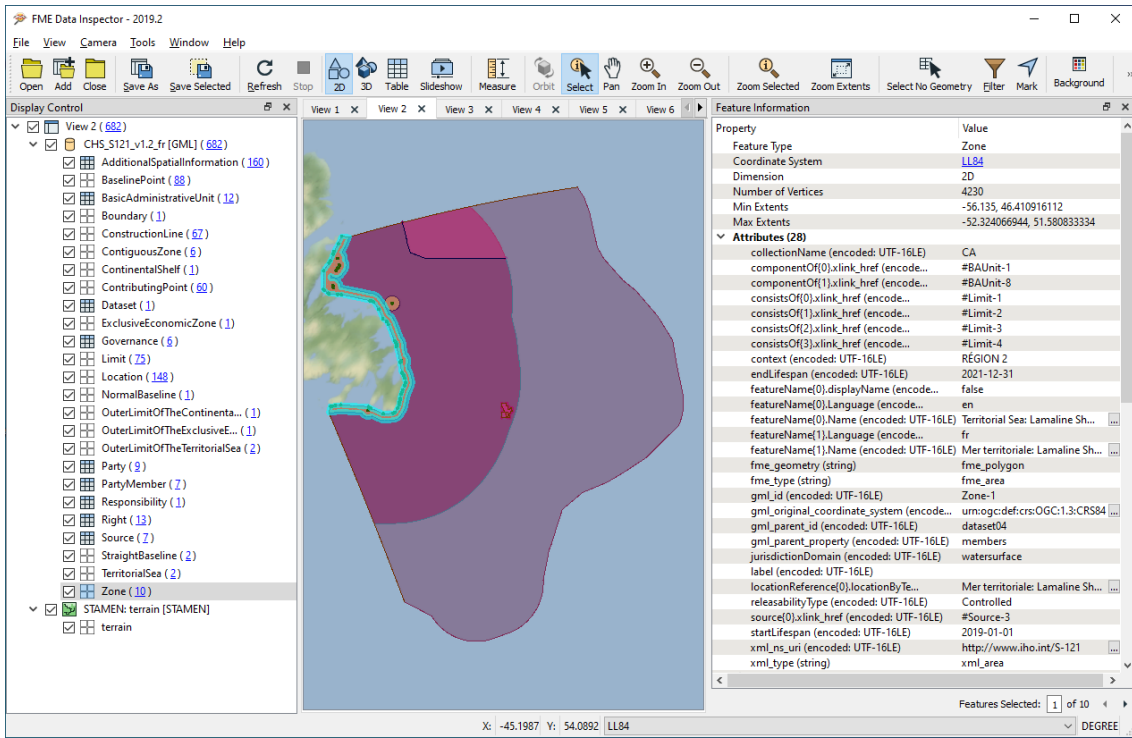 FME Data Inspector - 2019.2
File View Camera Tools Window Help
Open Add Close Save As Save Selected Refresh Stop 2D 3D Table Slideshow Measure Orbit Select Pan Zoom In Zoom Out Zoom Selected Zoom Extents Select No Geometry Filter Mark Background »
Display Control
View 2 (682)
CHS_S121_v1.2_fr [GML] (682)
AdditionalSpatialInformation (160)
BaselinePoint (88)
BasicAdministrativeUnit (12)
Boundary (1)
ConstructionLine (67)
ContiguousZone (6)
ContinentalShelf (1)
ContributingPoint (60)
Dataset (1)
ExclusiveEconomicZone (1)
Governance (6)
Limit (75)
Location (148)
NormalBaseline (1)
OuterLimitOfTheContinenta... (1)
OuterLimitOfTheExclusiveE... (1)
OuterLimitOfTheTerritorialSea (2)
Party (9)
PartyMember (7)
Responsibility (1)
Right (13)
Source (7)
StraightBaseline (2)
TerritorialSea (2)
Zone (10)
STAMEN: terrain [STAMEN]
terrain
View 1 View 2 View 3 View 4 View 5 View 6
Feature Information
Property Value
Feature Type Zone
Coordinate System LL84
Dimension 2D
Number of Vertices 4230
Min Extents -56.135, 46.410916112
Max Extents -52.324066944, 51.580833334
Attributes (28)
collectionName (encoded: UTF-16LE) CA
componentOf{0}.xlink_href (encode... #BAUnit-1
componentOf{1}.xlink_href (encode... #BAUnit-8
consistsOf{0}.xlink_href (encode... #Limit-1
consistsOf{1}.xlink_href (encode... #Limit-2
consistsOf{2}.xlink_href (encode... #Limit-3
consistsOf{3}.xlink_href (encode... #Limit-4
context (encoded: UTF-16LE) RÉGION 2
endLifespan (encoded: UTF-16LE) 2021-12-31
featureName{0}.displayName (encode... false
featureName{0}.Language (encode... en
featureName{0}.Name (encoded: UTF-16LE) Territorial Sea: Lamaline Sh... ...
featureName{1}.Language (encode... fr
featureName{1}.Name (encoded: UTF-16LE) Mer territoriale: Lamaline Sh... ...
fme_geometry (string) fme_polygon
fme_type (string) fme_area
gml_id (encoded: UTF-16LE) Zone-1
gml_original_coordinate_system (encode... urn:ogc:def:crs:OGC:1.3:CRS84 ...
gml_parent_id (encoded: UTF-16LE) dataset04
gml_parent_property (encoded: UTF-16LE) members
jurisdictionDomain (encoded: UTF-16LE) watersurface
label (encoded: UTF-16LE)
locationReference{0}.locationByTe... Mer territoriale: Lamaline Sh... ...
releasabilityType (encoded: UTF-16LE) Controlled
source{0}.xlink_href (encoded: UTF-16LE) #Source-3
startLifespan (encoded: UTF-16LE) 2019-01-01
xml_ns_uri (encoded: UTF-16LE) http://www.iho.int/S-121 ...
xml_type (string) xml_area
Features Selected: 1 of 10
X: -45.1987 Y: 54.0892 LL84 DEGREE